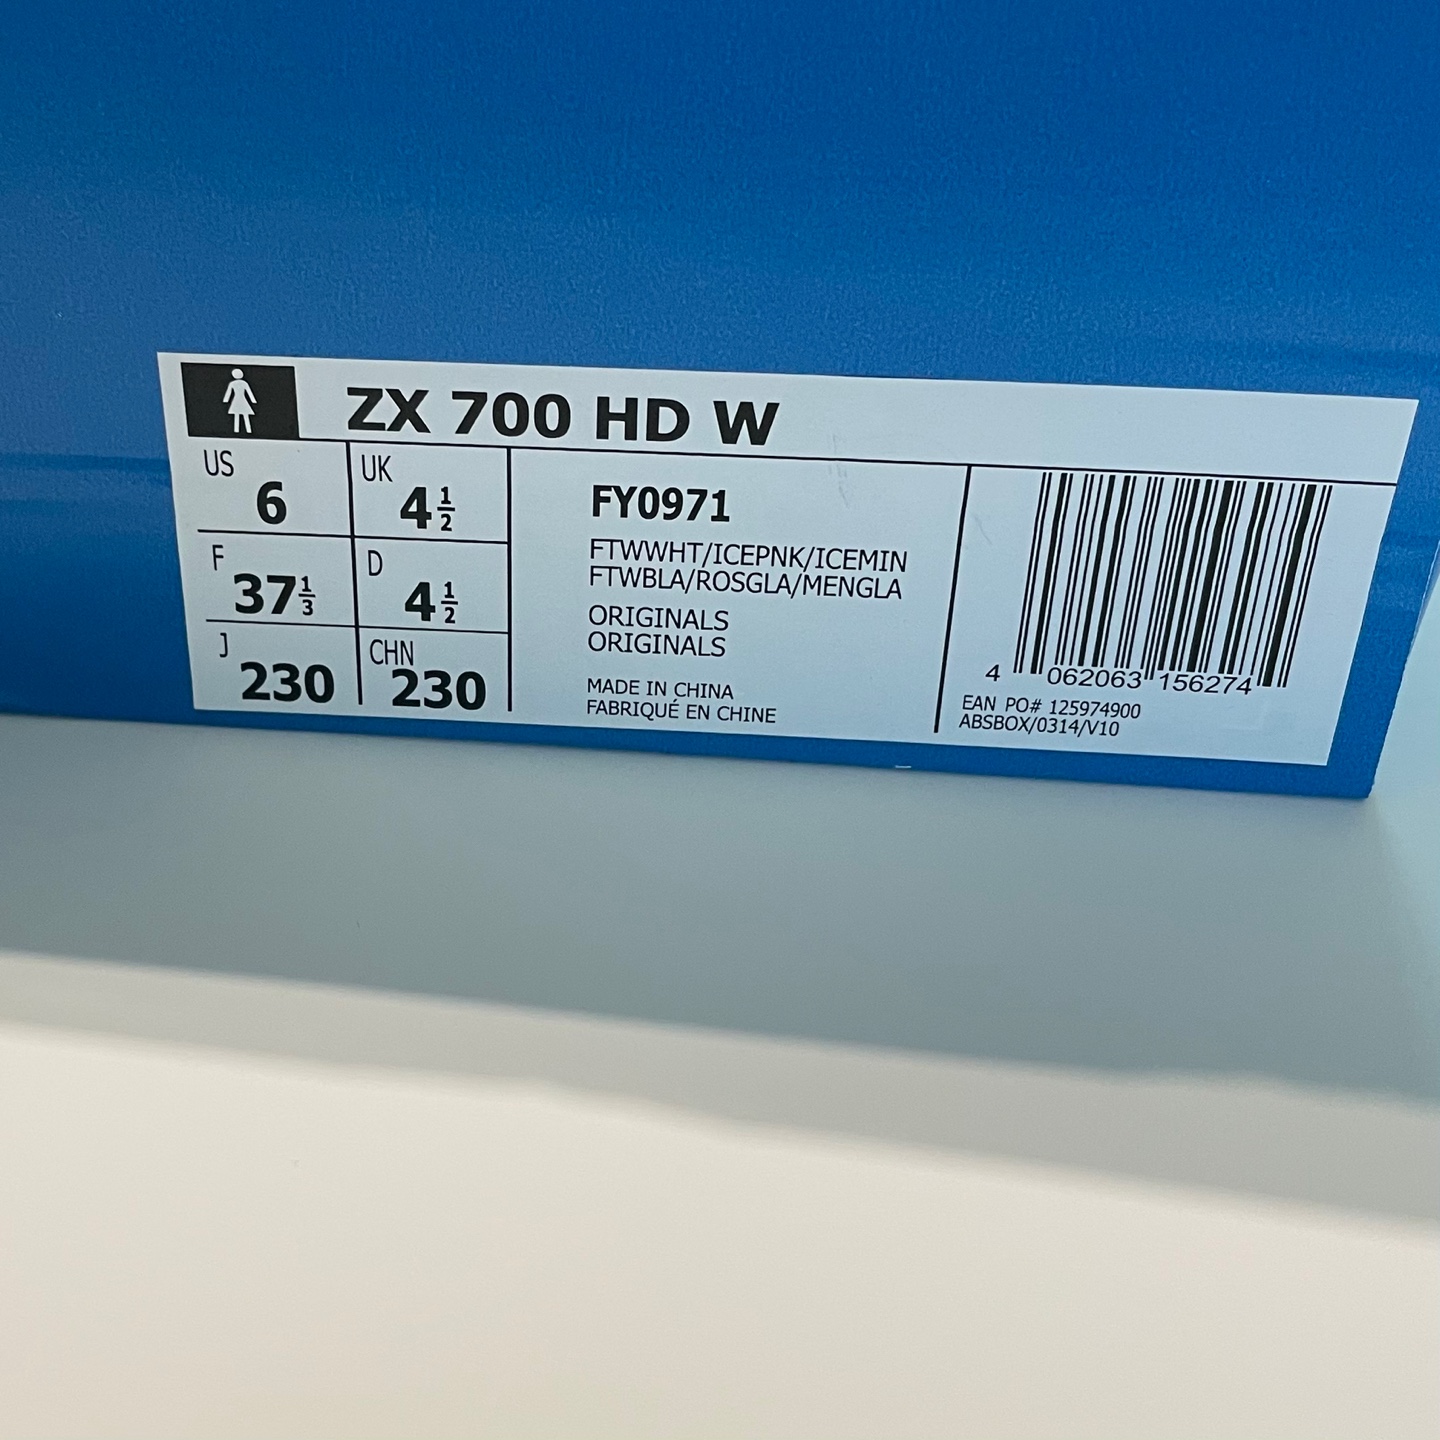 ZX 700 HD W
US 6
UK 4 1/2
F 37 1/3
D 4 1/2
J 230
CHN 230
FY0971
FTWWHT/ICEPNK/ICEMIN
FTWBLA/ROSGLA/MENGLA
ORIGINALS
ORIGINALS
MADE IN CHINA
FABRIQUÉ EN CHINE
4 062063 156274
EAN PO# 125974900
ABSBOX/0314/V10